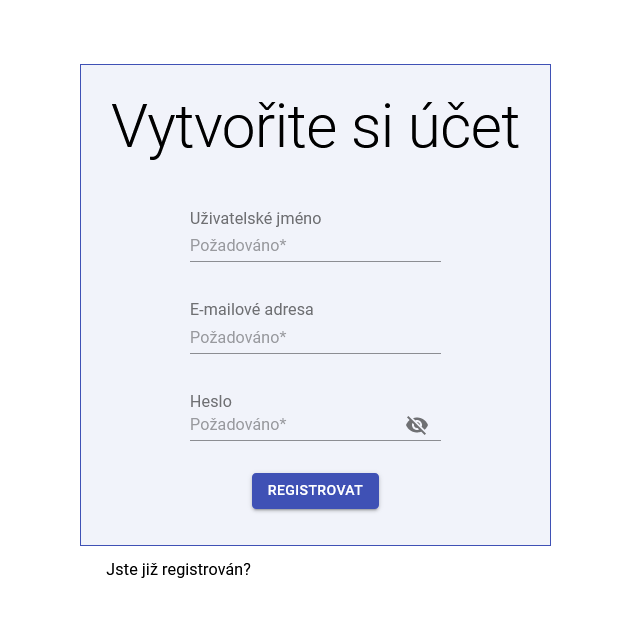 Vytvořite si účet
Uživatelské jméno
Požadováno*
E-mailové adresa
Požadováno*
Heslo
Požadováno*
REGISTROVAT
Jste již registrován?